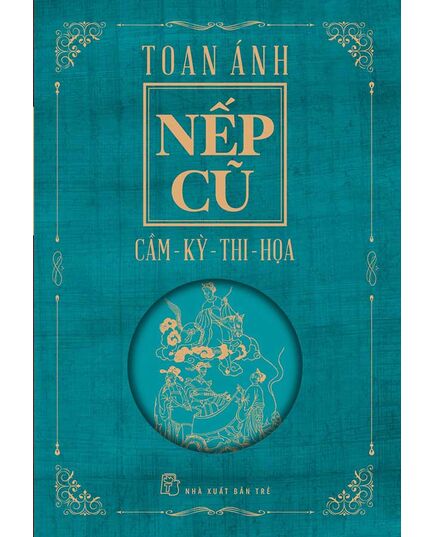 TOAN ÁNH
NẾP
CŨ
CẦM-KỲ-THI-HỌA
NHÀ XUẤT BẢN TRẺ